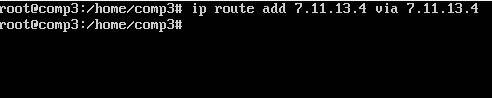 root@comp3:/home/comp3# ip route add 7.11.13.4 via 7.11.13.4
root@comp3:/home/comp3#